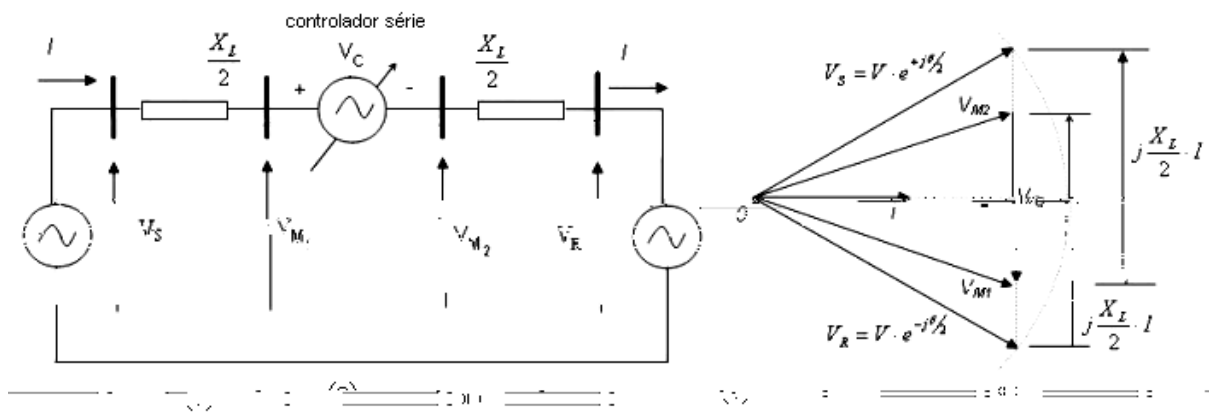 controlador série
I
X_L/2
V_C
X_L/2
I
+
-
V_S
V_M
V_M2
V_R
V_S = V · e^{+jθ/2}
V_M2
j X_L/2 · I
O
I
V_M1
V_R = V · e^{-jθ/2}
j X_L/2 · I